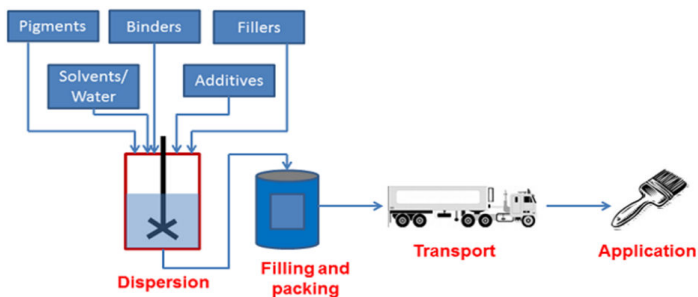 Pigments
Binders
Fillers
Solvents/
Water
Additives
Dispersion
Filling and
packing
Transport
Application